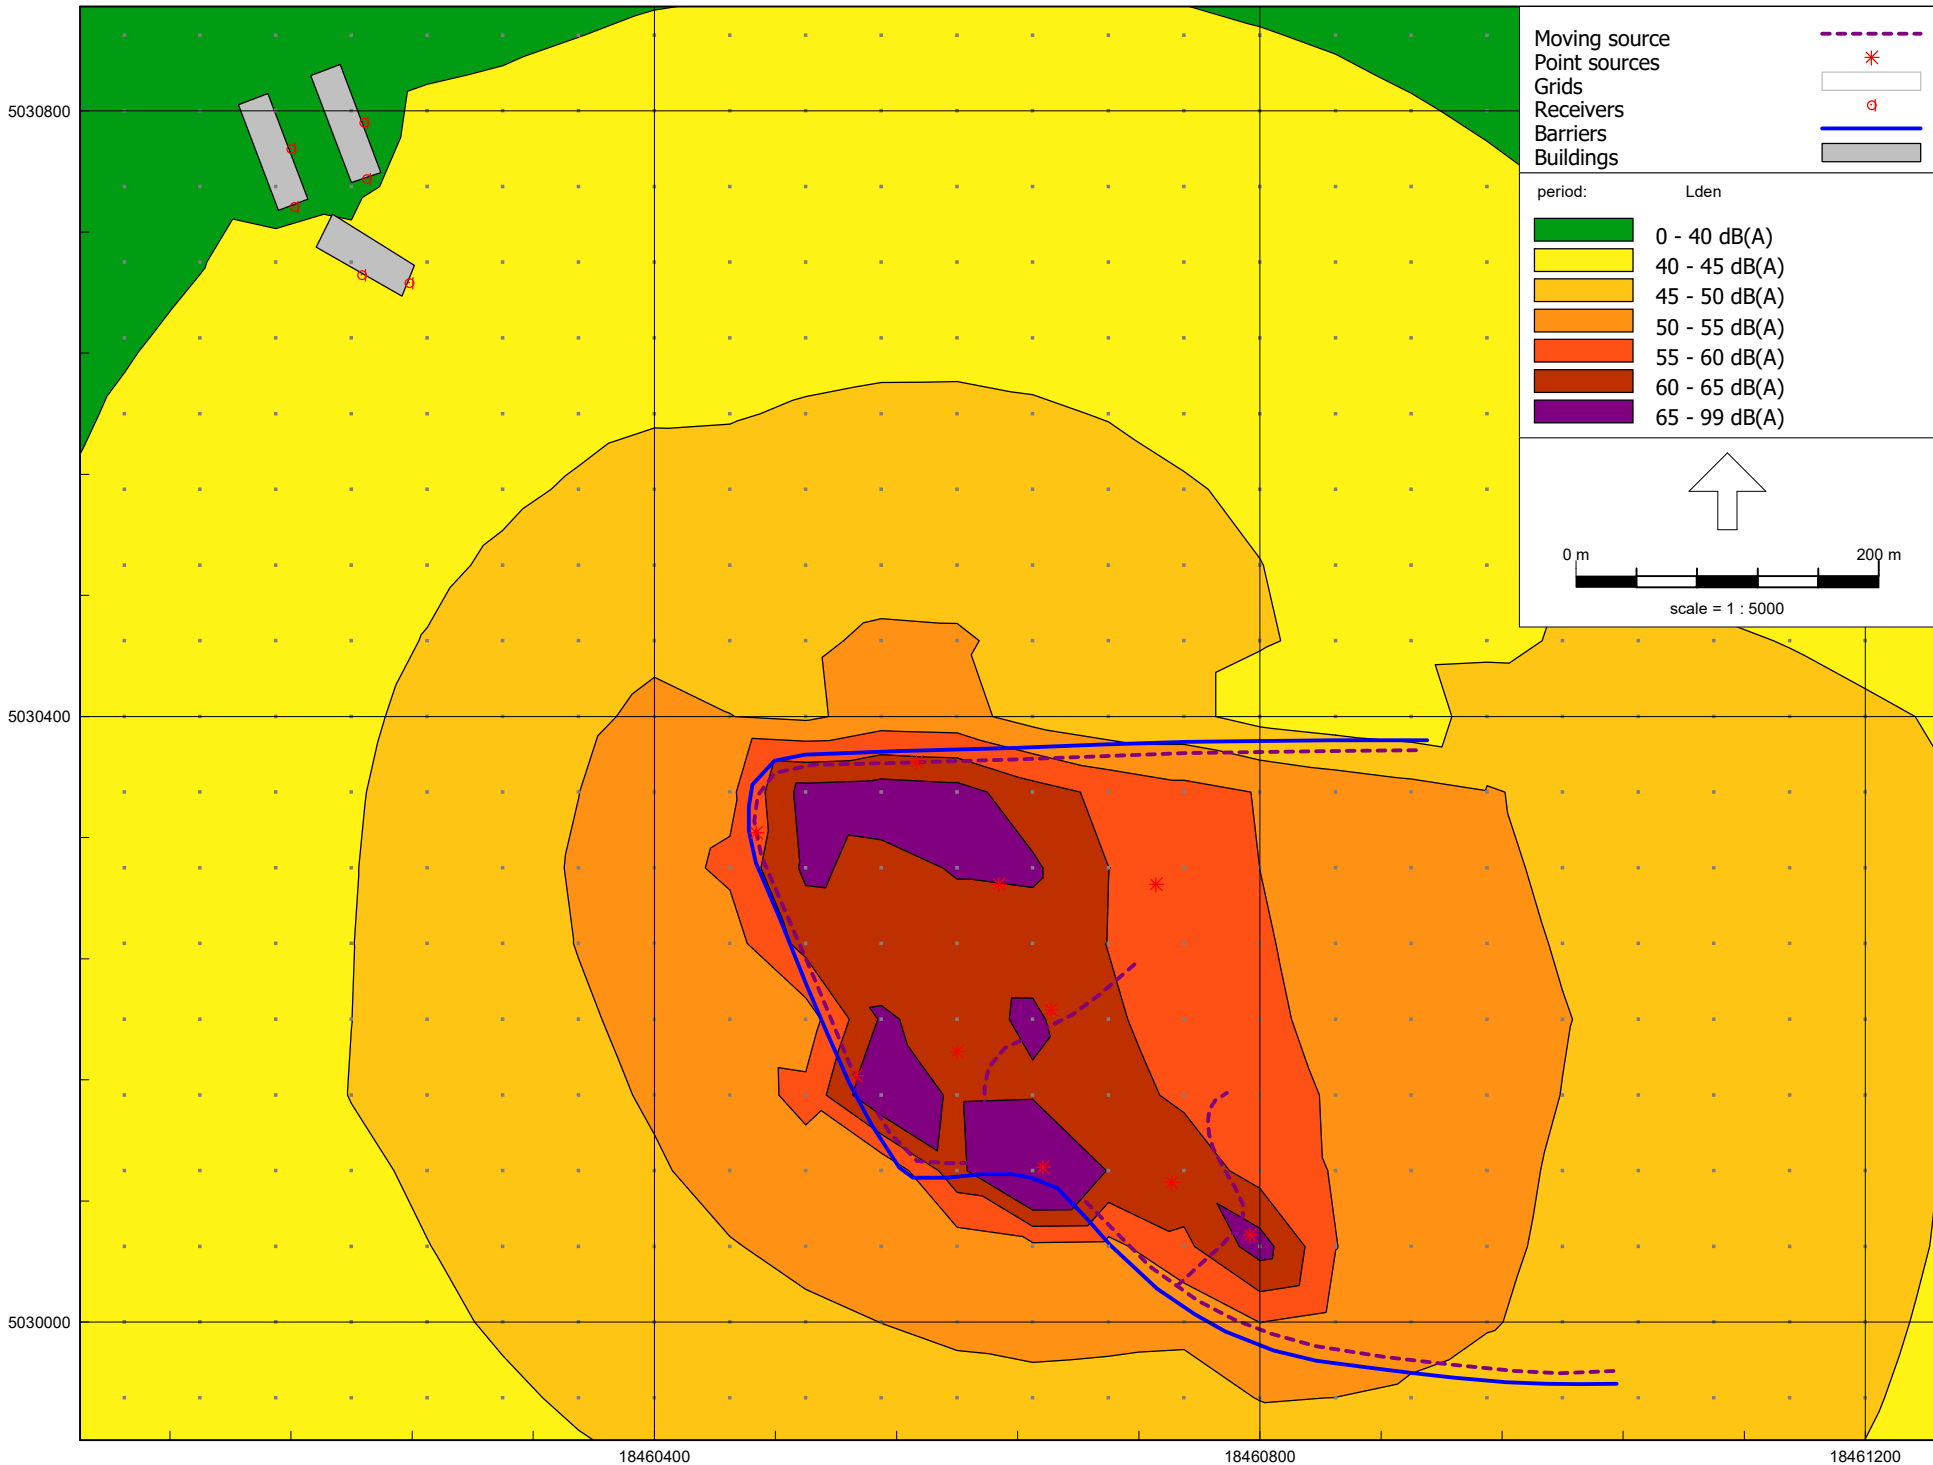 Moving source
Point sources
Grids
Receivers
Barriers
Buildings
period: Lden
0 - 40 dB(A)
40 - 45 dB(A)
45 - 50 dB(A)
50 - 55 dB(A)
55 - 60 dB(A)
60 - 65 dB(A)
65 - 99 dB(A)
0 m 200 m
scale = 1 : 5000
5030800
5030400
5030000
18460400 18460800 18461200